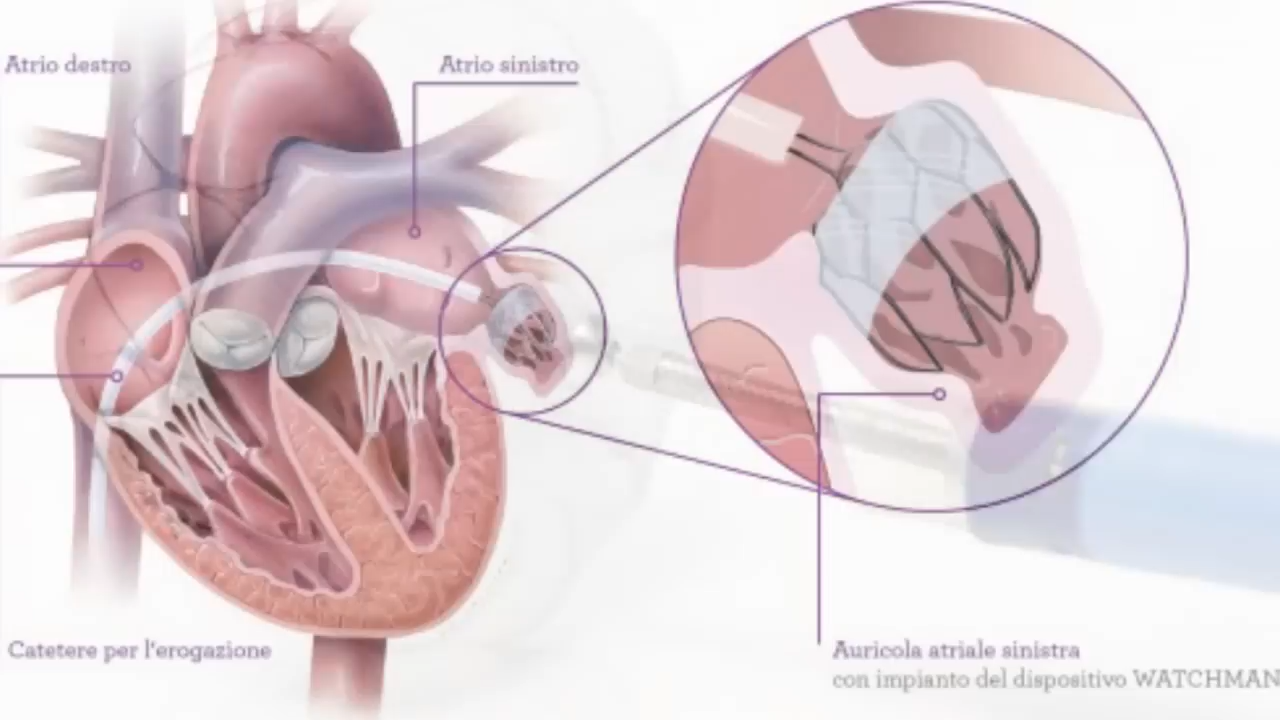 Atrio destro
Atrio sinistro
Catetere per l'erogazione
Auricola atriale sinistra
con impianto del dispositivo WATCHMAN